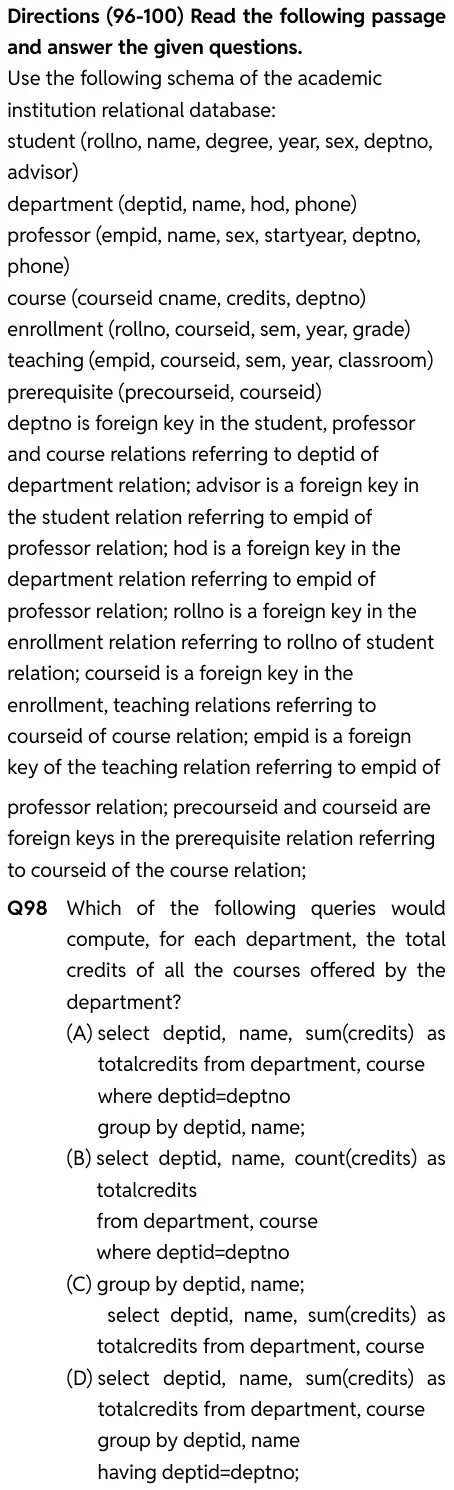 Directions (96-100) Read the following passage
and answer the given questions.
Use the following schema of the academic
institution relational database:
student (rollno, name, degree, year, sex, deptno,
advisor)
department (deptid, name, hod, phone)
professor (empid, name, sex, startyear, deptno,
phone)
course (courseid cname, credits, deptno)
enrollment (rollno, courseid, sem, year, grade)
teaching (empid, courseid, sem, year, classroom)
prerequisite (precourseid, courseid)
deptno is foreign key in the student, professor
and course relations referring to deptid of
department relation; advisor is a foreign key in
the student relation referring to empid of
professor relation; hod is a foreign key in the
department relation referring to empid of
professor relation; rollno is a foreign key in the
enrollment relation referring to rollno of student
relation; courseid is a foreign key in the
enrollment, teaching relations referring to
courseid of course relation; empid is a foreign
key of the teaching relation referring to empid of
professor relation; precourseid and courseid are
foreign keys in the prerequisite relation referring
to courseid of the course relation;
Q98 Which of the following queries would
compute, for each department, the total
credits of all the courses offered by the
department?
(A) select deptid, name, sum(credits) as
totalcredits from department, course
where deptid=deptno
group by deptid, name;
(B) select deptid, name, count(credits) as
totalcredits
from department, course
where deptid=deptno
(C) group by deptid, name;
select deptid, name, sum(credits) as
totalcredits from department, course
(D) select deptid, name, sum(credits) as
totalcredits from department, course
group by deptid, name
having deptid=deptno;